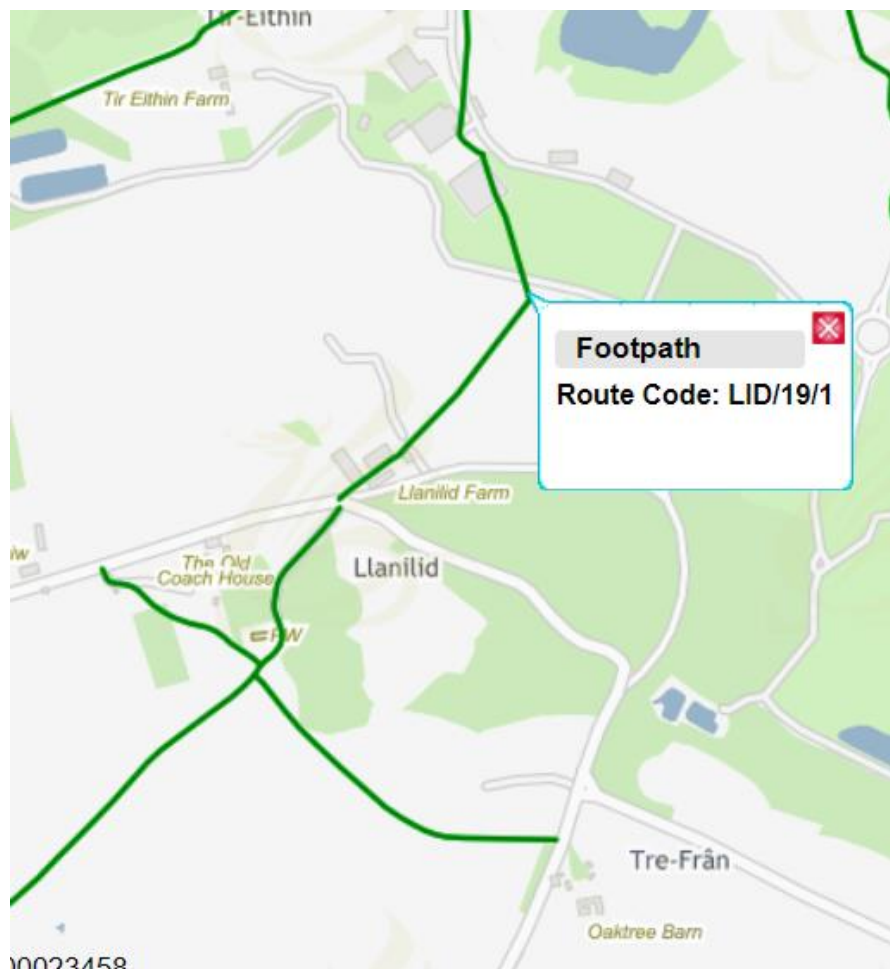 Tir-Eithin
Tir Eithin Farm
Footpath
Route Code: LID/19/1
Llanilid Farm
The Old
Coach House
Llanilid
PW
Tre-Frân
Oaktree Barn
00023458